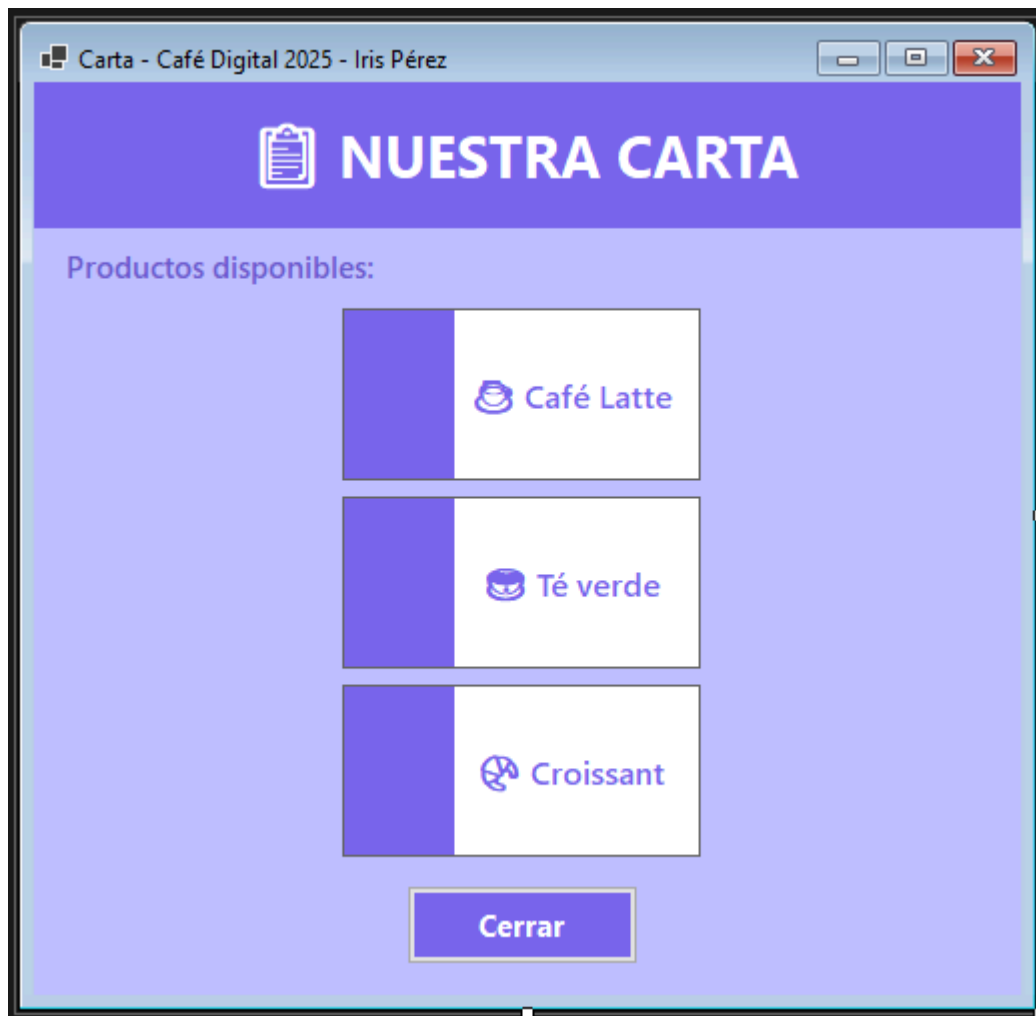 Carta - Café Digital 2025 - Iris Pérez
📋 NUESTRA CARTA
Productos disponibles:
☕ Café Latte
🍵 Té verde
🥐 Croissant
Cerrar